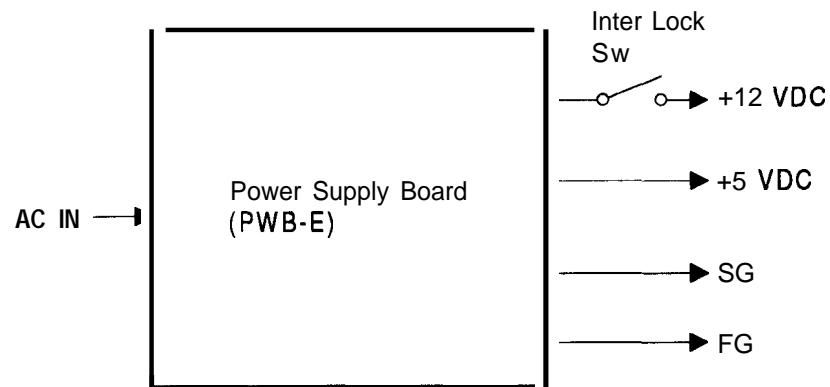 Inter Lock
Sw
+12 VDC
+5 VDC
Power Supply Board
(PWB-E)
AC IN
SG
FG